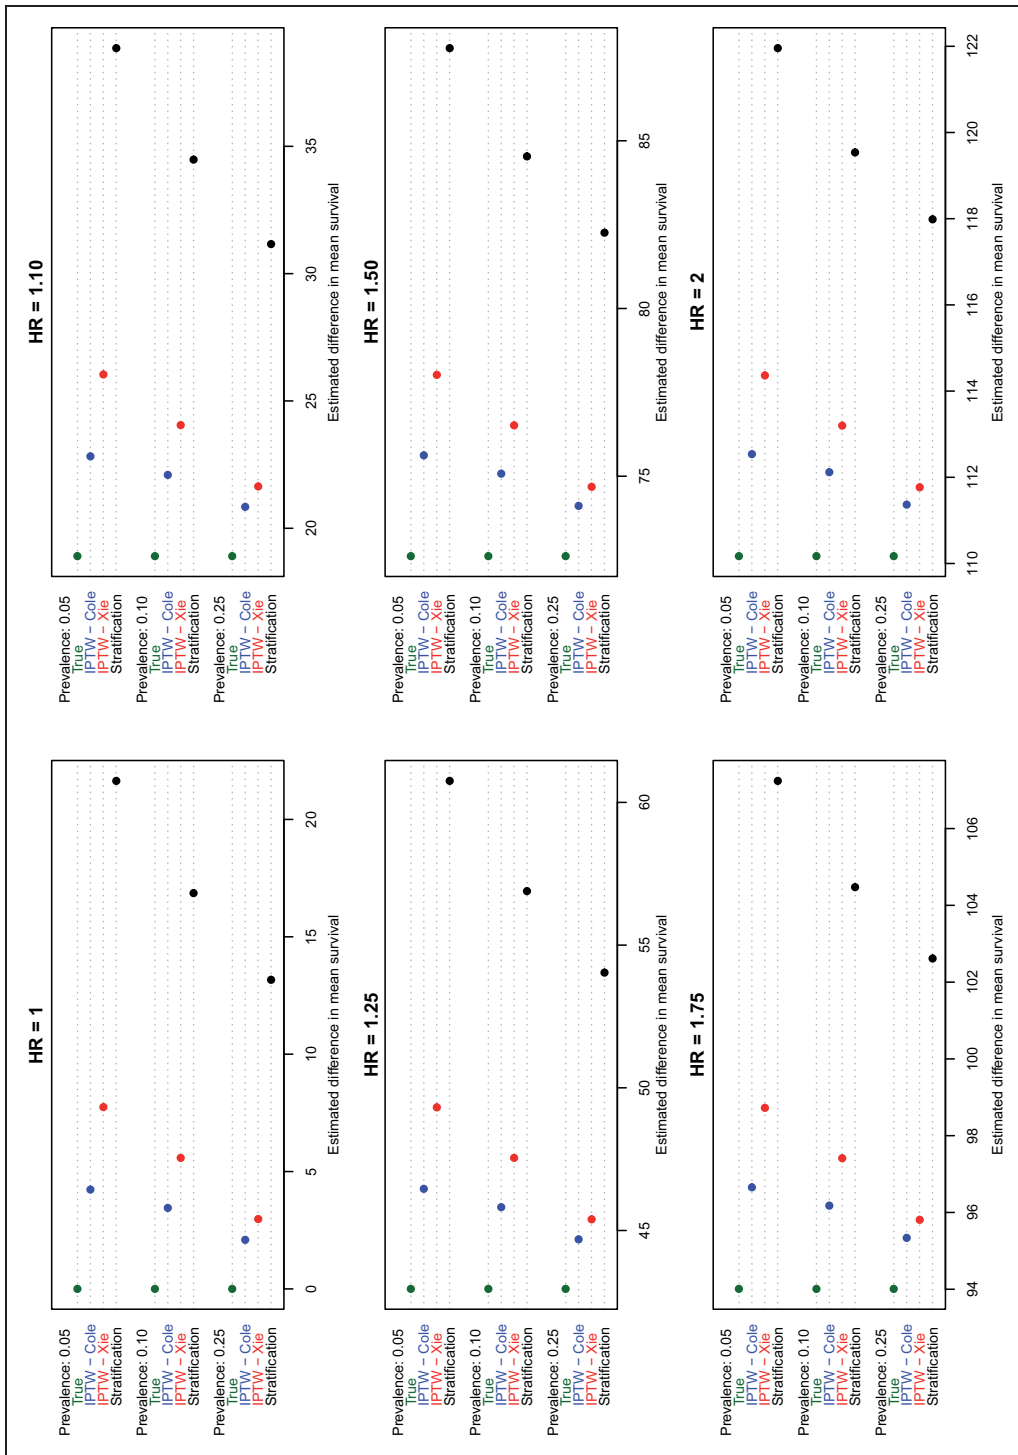 HR = 1
Prevalence: 0.05
True
IPTW – Cole
IPTW – Xie
Stratification
Prevalence: 0.10
True
IPTW – Cole
IPTW – Xie
Stratification
Prevalence: 0.25
True
IPTW – Cole
IPTW – Xie
Stratification
0 5 10 15 20
Estimated difference in mean survival
HR = 1.10
Prevalence: 0.05
True
IPTW – Cole
IPTW – Xie
Stratification
Prevalence: 0.10
True
IPTW – Cole
IPTW – Xie
Stratification
Prevalence: 0.25
True
IPTW – Cole
IPTW – Xie
Stratification
20 25 30 35
Estimated difference in mean survival
HR = 1.25
Prevalence: 0.05
True
IPTW – Cole
IPTW – Xie
Stratification
Prevalence: 0.10
True
IPTW – Cole
IPTW – Xie
Stratification
Prevalence: 0.25
True
IPTW – Cole
IPTW – Xie
Stratification
45 50 55 60
Estimated difference in mean survival
HR = 1.50
Prevalence: 0.05
True
IPTW – Cole
IPTW – Xie
Stratification
Prevalence: 0.10
True
IPTW – Cole
IPTW – Xie
Stratification
Prevalence: 0.25
True
IPTW – Cole
IPTW – Xie
Stratification
75 80 85
Estimated difference in mean survival
HR = 1.75
Prevalence: 0.05
True
IPTW – Cole
IPTW – Xie
Stratification
Prevalence: 0.10
True
IPTW – Cole
IPTW – Xie
Stratification
Prevalence: 0.25
True
IPTW – Cole
IPTW – Xie
Stratification
94 96 98 100 102 104 106
Estimated difference in mean survival
HR = 2
Prevalence: 0.05
True
IPTW – Cole
IPTW – Xie
Stratification
Prevalence: 0.10
True
IPTW – Cole
IPTW – Xie
Stratification
Prevalence: 0.25
True
IPTW – Cole
IPTW – Xie
Stratification
110 112 114 116 118 120 122
Estimated difference in mean survival